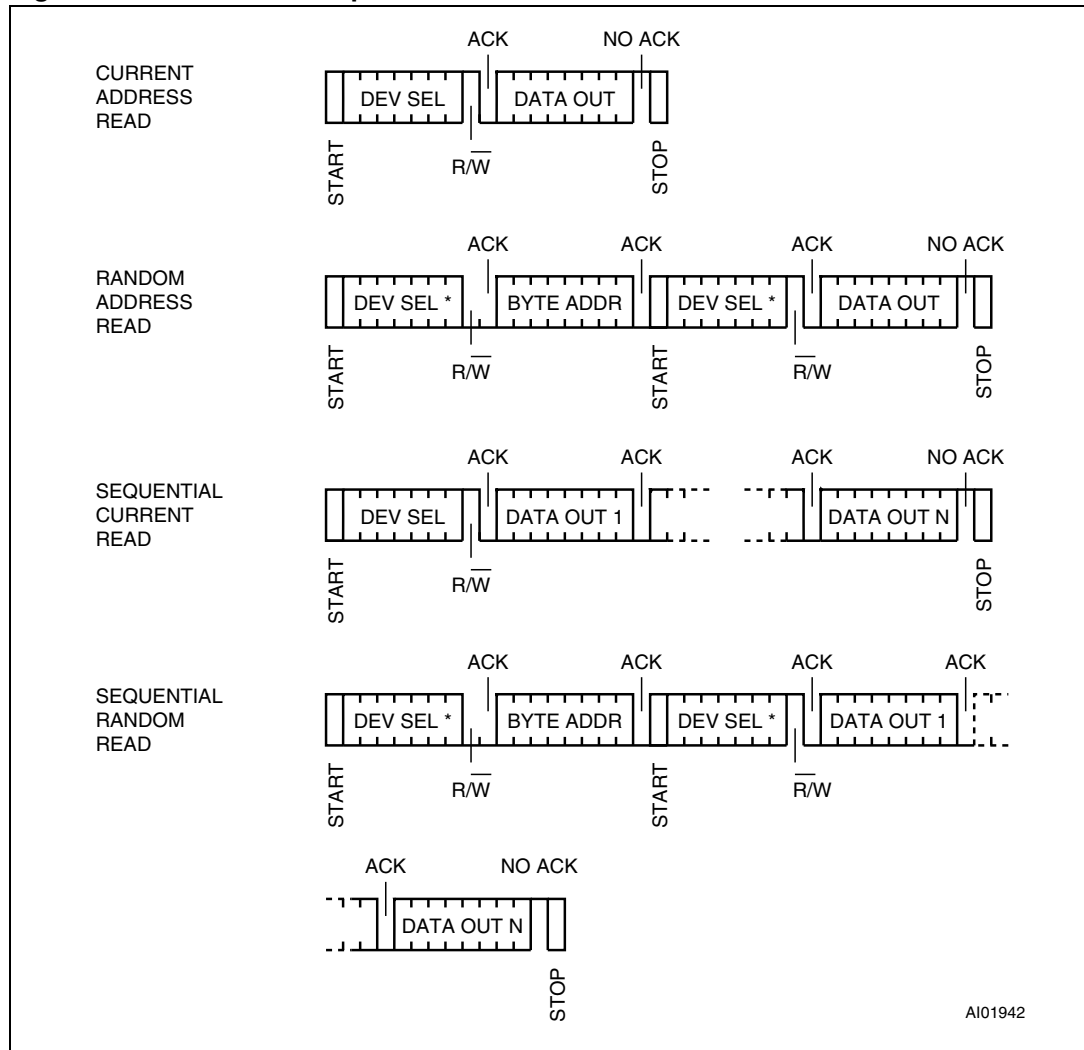 ACK NO ACK
CURRENT
ADDRESS
READ
DEV SEL DATA OUT
START R/W STOP
ACK ACK ACK NO ACK
RANDOM
ADDRESS
READ
DEV SEL * BYTE ADDR DEV SEL * DATA OUT
START R/W START R/W STOP
ACK ACK ACK NO ACK
SEQUENTIAL
CURRENT
READ
DEV SEL DATA OUT 1 DATA OUT N
START R/W STOP
ACK ACK ACK ACK
SEQUENTIAL
RANDOM
READ
DEV SEL * BYTE ADDR DEV SEL * DATA OUT 1
START R/W START R/W
ACK NO ACK
DATA OUT N
STOP
AI01942